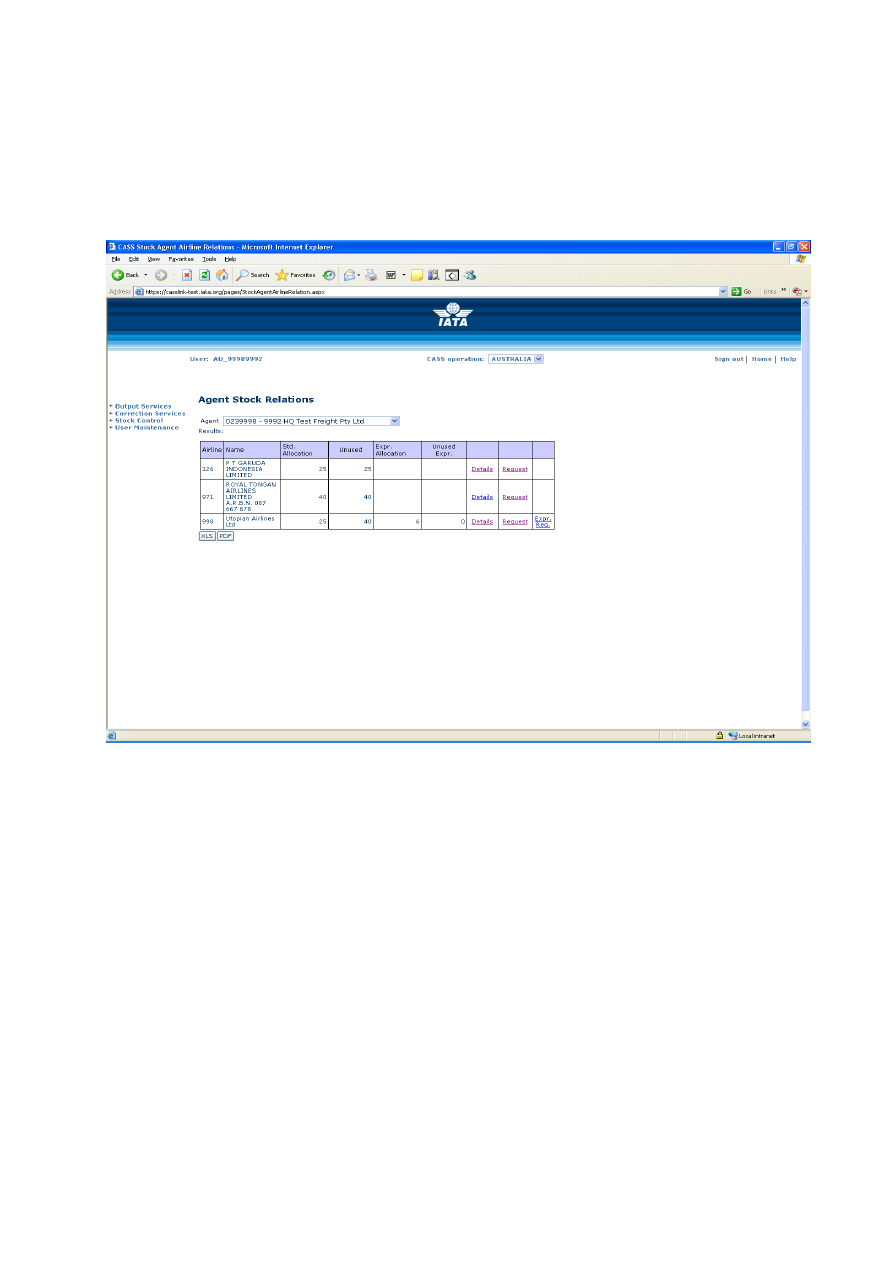 CASS Stock Agent Airline Relations - Microsoft Internet Explorer
File Edit View Favorites Tools Help
Back Search Favorites
Address https://casslink-test.iata.org/pages/StockAgentAirlineRelation.aspx Go Links »
IATA
User: AU_99989992 CASS operation: AUSTRALIA Sign out | Home | Help
Agent Stock Relations
+ Output Services
+ Correction Services
+ Stock Control
+ User Maintenance
Agent 0239998 - 9992 HQ Test Freight Pty Ltd
Results:
Airline Name Std. Allocation Unused Expr. Allocation Unused Expr.
126 P T GARUDA INDONESIA LIMITED 25 25 Details Request
971 ROYAL TONGAN AIRLINES LIMITED A.R.B.N. 087 667 678 40 40 Details Request
998 Utopian Airlines Ltd 25 40 6 0 Details Request Expr. Req.
XLS PDF
Local intranet